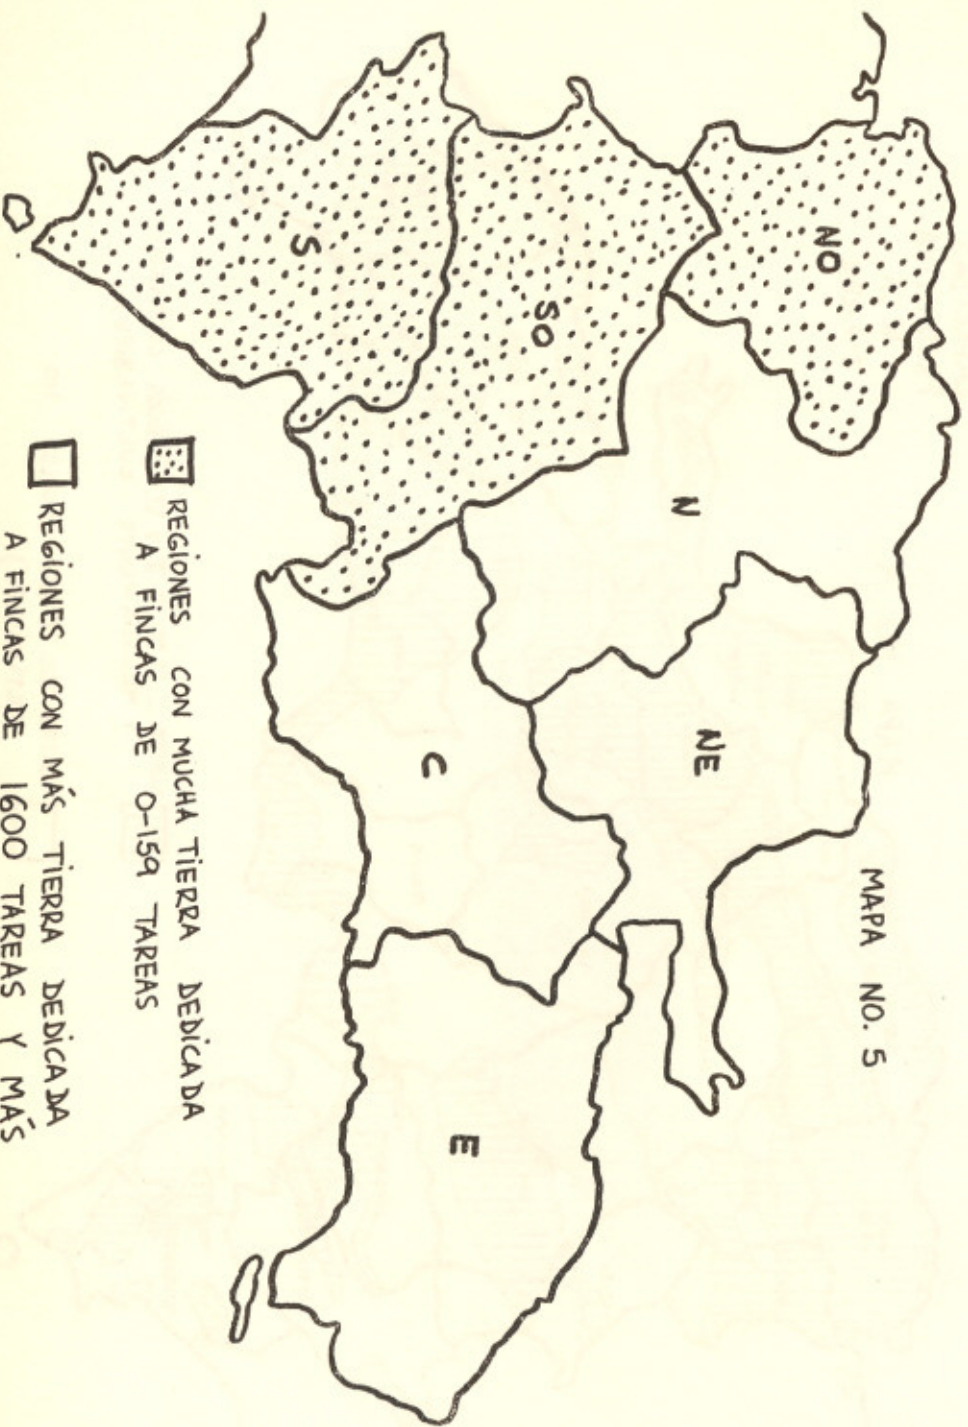 MAPA NO. 5
NO
N
NE
SO
S
C
E
REGIONES CON MUCHA TIERRA DEDICADA
A FINCAS DE 0-159 TAREAS
REGIONES CON MÁS TIERRA DEDICADA
A FINCAS DE 1600 TAREAS Y MÁS